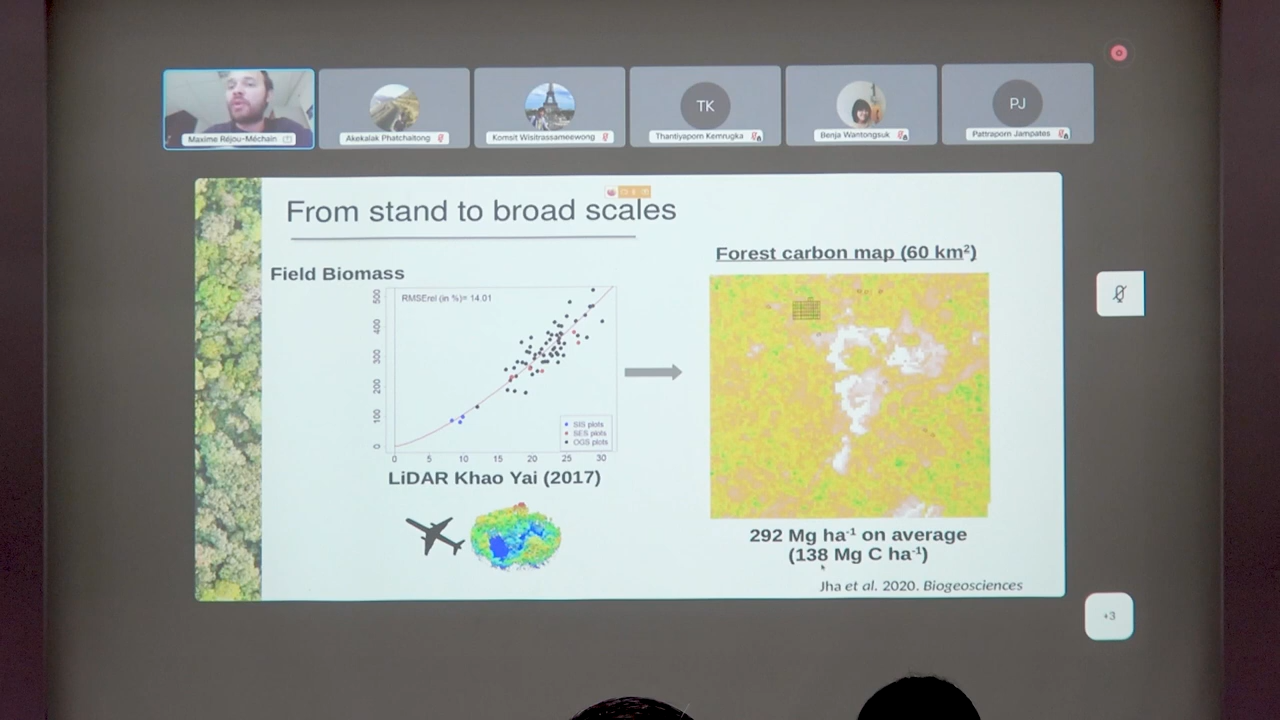 Maxime Réjou-Méchain
Akekalak Phatchaitong
Komsit Wisitrassameewong
TK
Thantiyaporn Kemrugka
Benja Wantongsuk
PJ
Pattraporn Jampates
From stand to broad scales
Field Biomass
RMSErel (in %)= 14.01
500
400
300
200
100
0
0 5 10 15 20 25 30
SIS plots
SES plots
OGS plots
LiDAR Khao Yai (2017)
Forest carbon map (60 km²)
292 Mg ha⁻¹ on average
(138 Mg C ha⁻¹)
Jha et al. 2020. Biogeosciences
+3